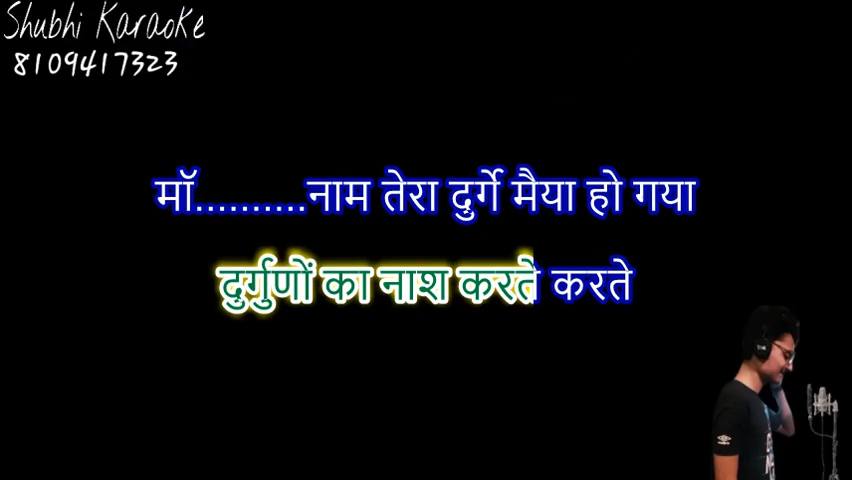 Shubhi Karaoke
8109417323
मॉ..........नाम तेरा दुर्गे मैया हो गया
दुर्गुणों का नाश करते करते